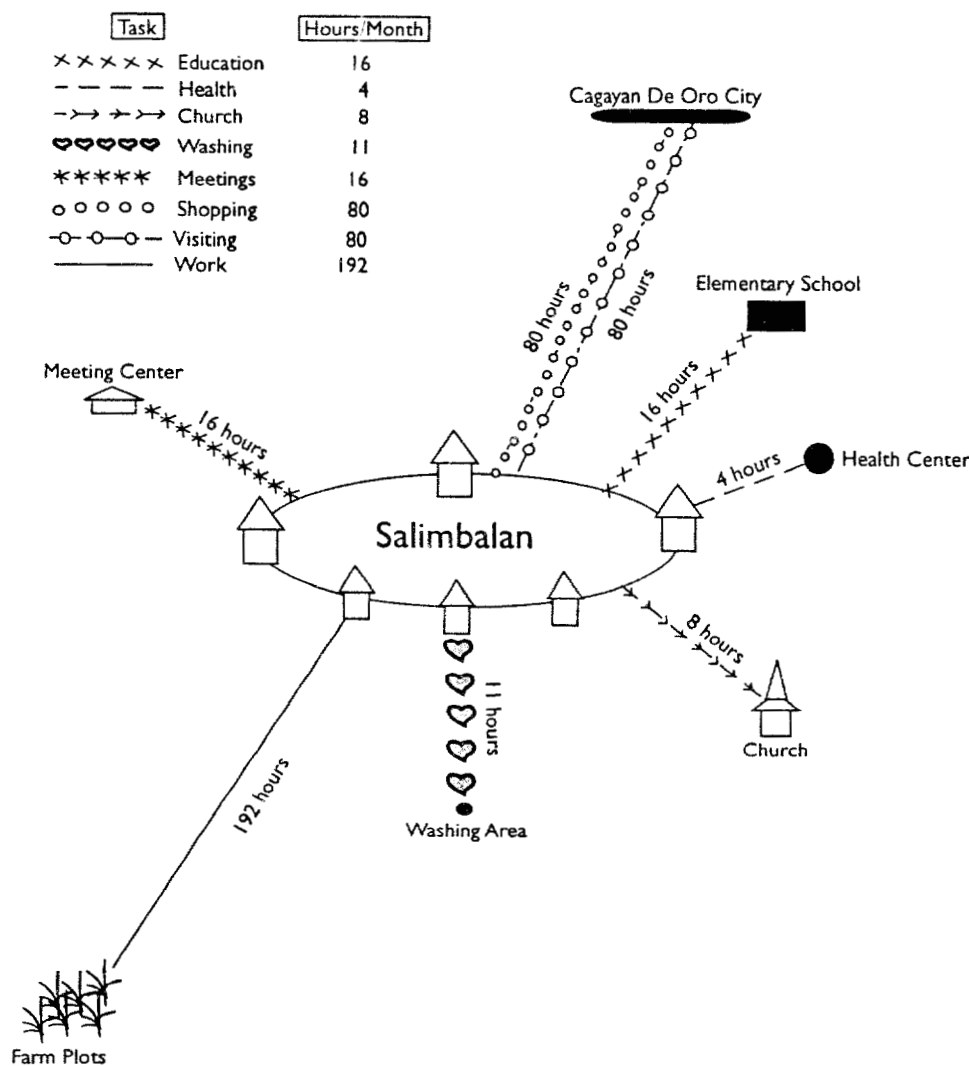 Task Hours/Month
Education 16
Health 4
Church 8
Washing 11
Meetings 16
Shopping 80
Visiting 80
Work 192
Cagayan De Oro City
80 hours
80 hours
Elementary School
16 hours
Meeting Center
16 hours
4 hours
Health Center
Salimbalan
8 hours
Church
11 hours
Washing Area
192 hours
Farm Plots